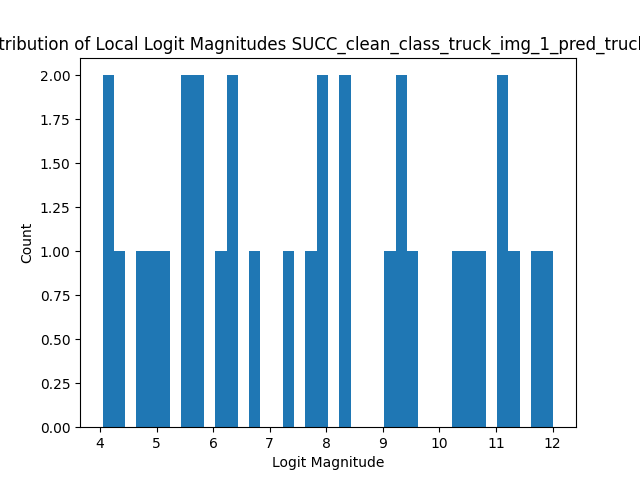 tribution of Local Logit Magnitudes SUCC_clean_class_truck_img_1_pred_truck
2.00
1.75
1.50
1.25
1.00
0.75
0.50
0.25
0.00
Count
4 5 6 7 8 9 10 11 12
Logit Magnitude